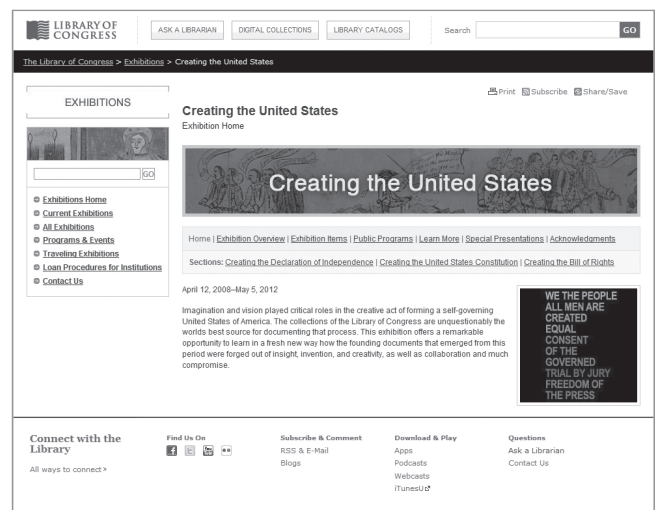 LIBRARY OF
CONGRESS
ASK A LIBRARIAN
DIGITAL COLLECTIONS
LIBRARY CATALOGS
Search
GO
The Library of Congress > Exhibitions > Creating the United States
EXHIBITIONS
GO
Exhibitions Home
Current Exhibitions
All Exhibitions
Programs & Events
Traveling Exhibitions
Loan Procedures for Institutions
Contact Us
Print Subscribe Share/Save
Creating the United States
Exhibition Home
Creating the United States
Home | Exhibition Overview | Exhibition Items | Public Programs | Learn More | Special Presentations | Acknowledgments
Sections: Creating the Declaration of Independence | Creating the United States Constitution | Creating the Bill of Rights
April 12, 2008–May 5, 2012
Imagination and vision played critical roles in the creative act of forming a self-governing
United States of America. The collections of the Library of Congress are unquestionably the
worlds best source for documenting that process. This exhibition offers a remarkable
opportunity to learn in a fresh new way how the founding documents that emerged from this
period were forged out of insight, invention, and creativity, as well as collaboration and much
compromise.
WE THE PEOPLE
ALL MEN ARE
CREATED
EQUAL
CONSENT
OF THE
GOVERNED
TRIAL BY JURY
FREEDOM OF
THE PRESS
Connect with the
Library
All ways to connect »
Find Us On
Subscribe & Comment
RSS & E-Mail
Blogs
Download & Play
Apps
Podcasts
Webcasts
iTunesU
Questions
Ask a Librarian
Contact Us